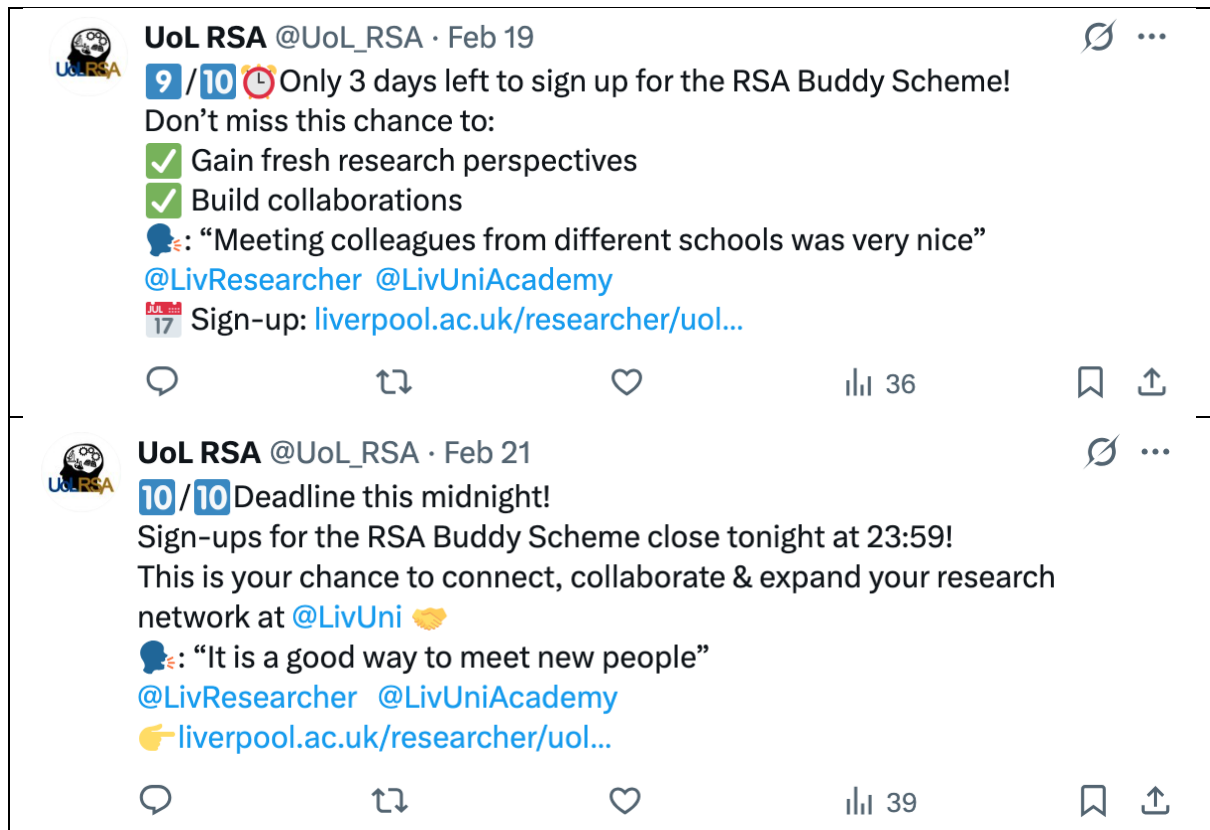 UoL RSA @UoL_RSA · Feb 19
9/10⏰Only 3 days left to sign up for the RSA Buddy Scheme!
Don’t miss this chance to:
✅ Gain fresh research perspectives
✅ Build collaborations
🗣️: “Meeting colleagues from different schools was very nice”
@LivResearcher @LivUniAcademy
📅 Sign-up: liverpool.ac.uk/researcher/uol...
36
UoL RSA @UoL_RSA · Feb 21
10/10Deadline this midnight!
Sign-ups for the RSA Buddy Scheme close tonight at 23:59!
This is your chance to connect, collaborate & expand your research
network at @LivUni 🤝
🗣️: “It is a good way to meet new people”
@LivResearcher @LivUniAcademy
👉liverpool.ac.uk/researcher/uol...
39